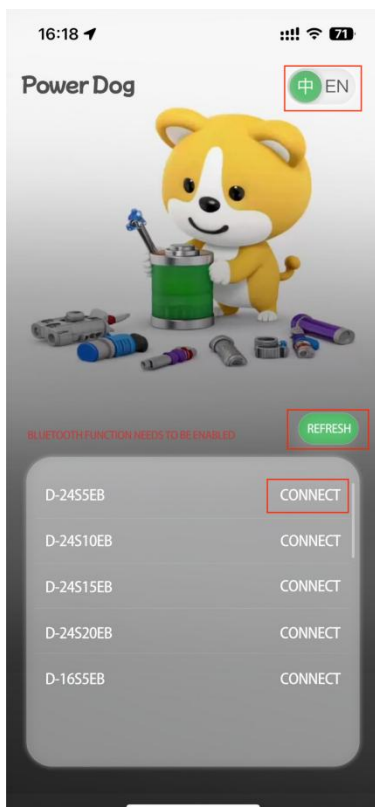 16:18
71
Power Dog
中 EN
BLUETOOTH FUNCTION NEEDS TO BE ENABLED
REFRESH
D-24S5EB CONNECT
D-24S10EB CONNECT
D-24S15EB CONNECT
D-24S20EB CONNECT
D-16S5EB CONNECT